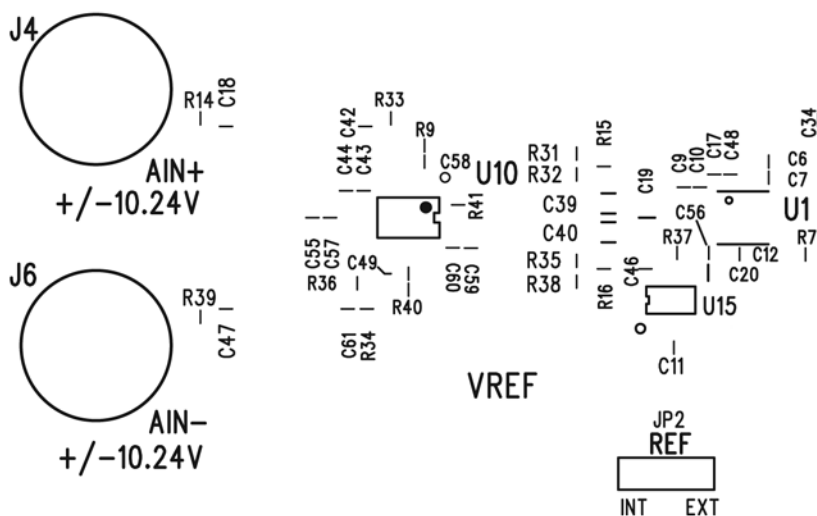 J4
R14
C18
AIN+
+/-10.24V
J6
R39
C47
AIN-
+/-10.24V
C42
R33
R9
C44
C43
C58
U10
R41
C55
C57
C49
R36
R40
C60
C59
C61
R34
R31
R32
R15
C39
C19
C40
R35
R38
R16
C46
C9
C10
C17
C48
C34
C6
C7
U1
C56
R37
C20
C12
R7
U15
C11
VREF
JP2
REF
INT EXT